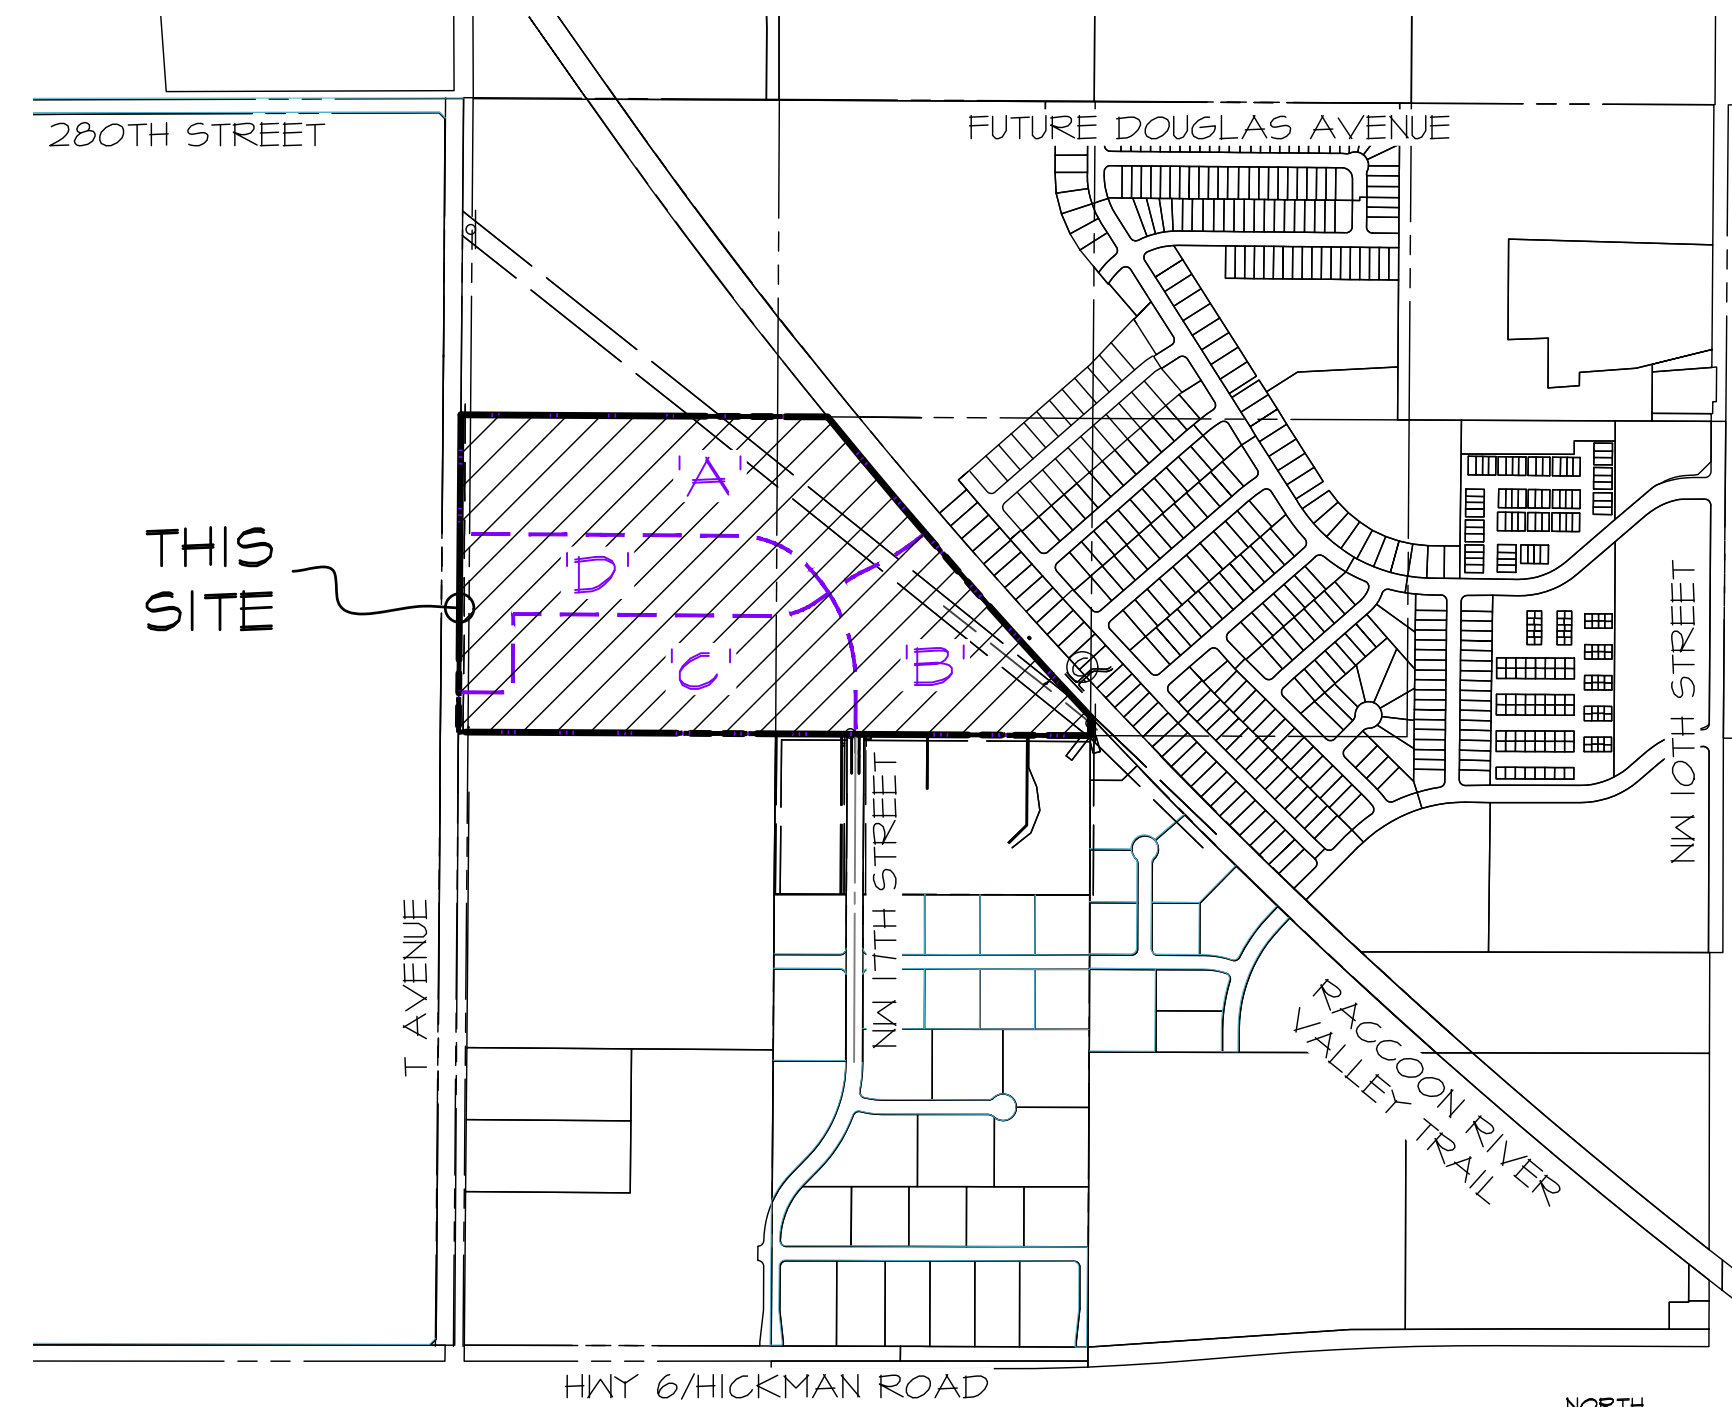 280TH STREET
FUTURE DOUGLAS AVENUE
'A'
THIS
SITE
'D'
'C'
'B'
NW 10TH STREET
NW 17TH STREET
T AVENUE
RACCOON RIVER
VALLEY TRAIL
HWY 6/HICKMAN ROAD
NORTH